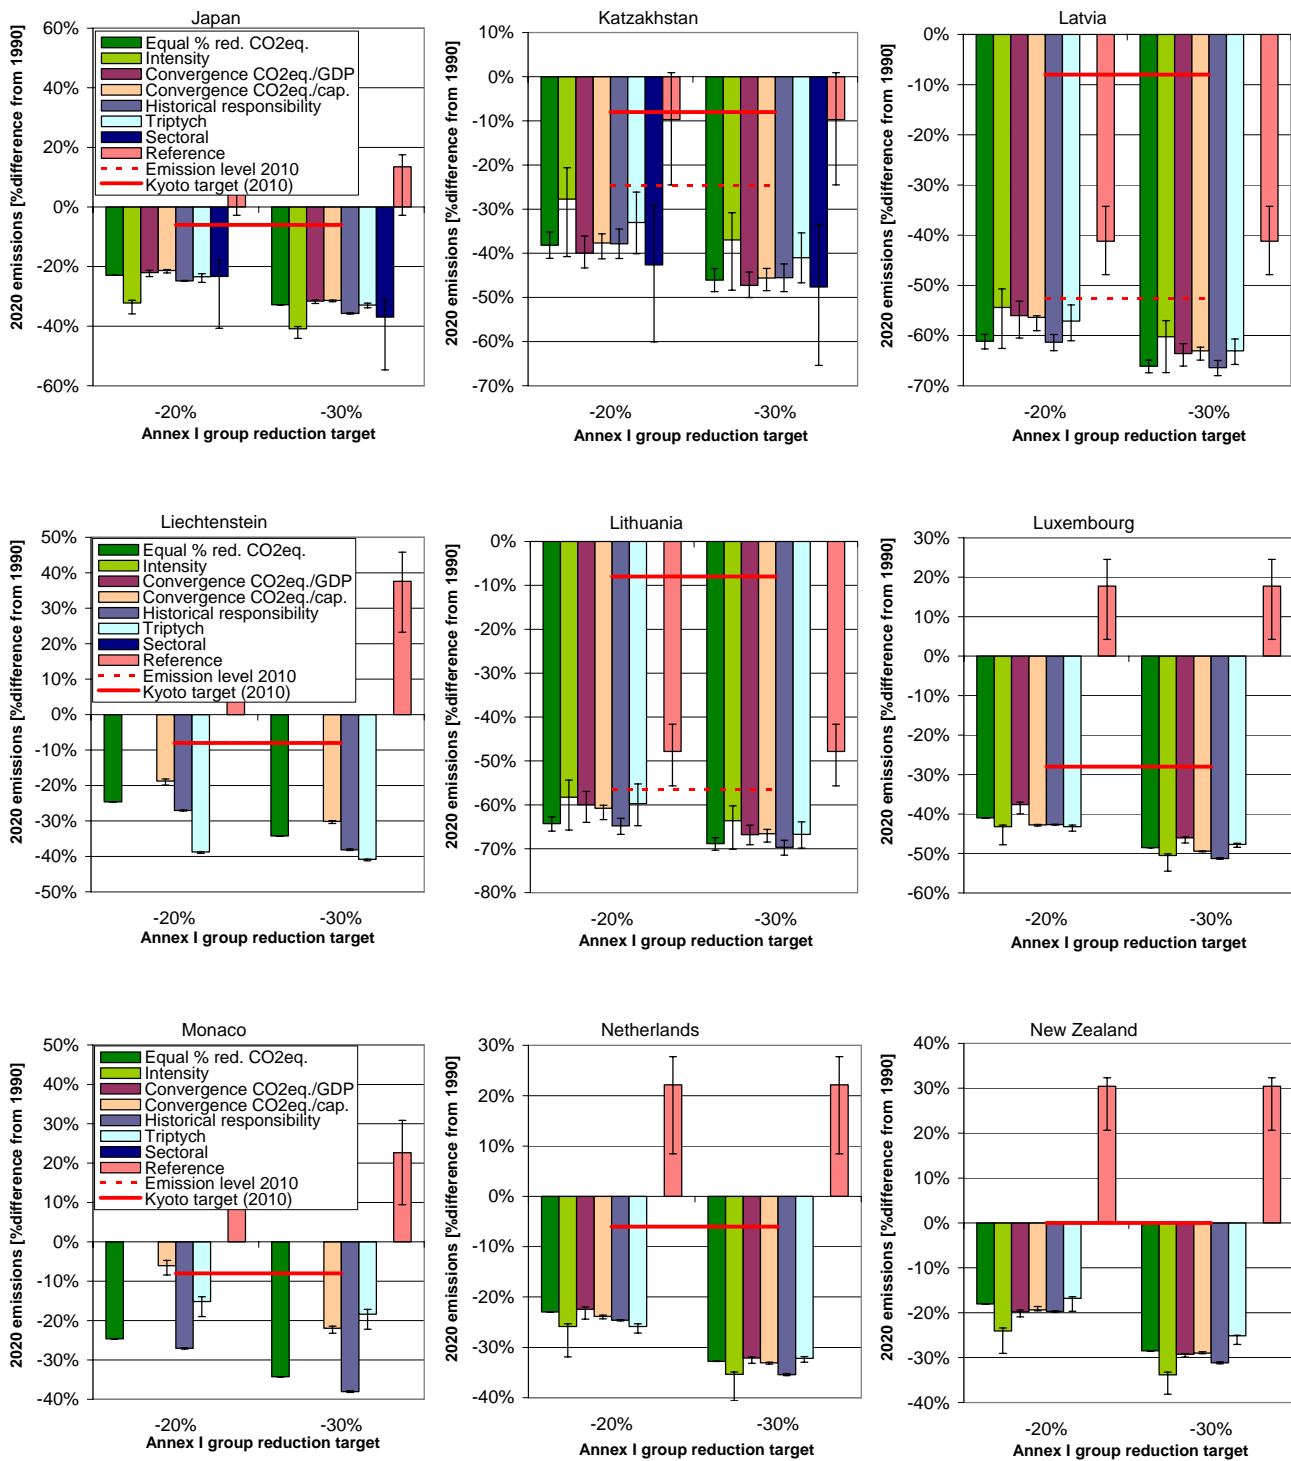 Japan
2020 emissions [%difference from 1990]
60%
40%
20%
0%
-20%
-40%
-60%
Equal % red. CO2eq.
Intensity
Convergence CO2eq./GDP
Convergence CO2eq./cap.
Historical responsibility
Triptych
Sectoral
Reference
Emission level 2010
Kyoto target (2010)
-20%
-30%
Annex I group reduction target
Katzakhstan
2020 emissions [%difference from 1990]
10%
0%
-10%
-20%
-30%
-40%
-50%
-60%
-70%
-20%
-30%
Annex I group reduction target
Latvia
2020 emissions [%difference from 1990]
0%
-10%
-20%
-30%
-40%
-50%
-60%
-70%
-20%
-30%
Annex I group reduction target
Liechtenstein
2020 emissions [%difference from 1990]
50%
40%
30%
20%
10%
0%
-10%
-20%
-30%
-40%
-50%
Equal % red. CO2eq.
Intensity
Convergence CO2eq./GDP
Convergence CO2eq./cap.
Historical responsibility
Triptych
Sectoral
Reference
Emission level 2010
Kyoto target (2010)
-20%
-30%
Annex I group reduction target
Lithuania
2020 emissions [%difference from 1990]
0%
-10%
-20%
-30%
-40%
-50%
-60%
-70%
-80%
-20%
-30%
Annex I group reduction target
Luxembourg
2020 emissions [%difference from 1990]
30%
20%
10%
0%
-10%
-20%
-30%
-40%
-50%
-60%
-20%
-30%
Annex I group reduction target
Monaco
2020 emissions [%difference from 1990]
50%
40%
30%
20%
10%
0%
-10%
-20%
-30%
-40%
Equal % red. CO2eq.
Intensity
Convergence CO2eq./GDP
Convergence CO2eq./cap.
Historical responsibility
Triptych
Sectoral
Reference
Emission level 2010
Kyoto target (2010)
-20%
-30%
Annex I group reduction target
Netherlands
2020 emissions [%difference from 1990]
30%
20%
10%
0%
-10%
-20%
-30%
-40%
-20%
-30%
Annex I group reduction target
New Zealand
2020 emissions [%difference from 1990]
40%
30%
20%
10%
0%
-10%
-20%
-30%
-40%
-20%
-30%
Annex I group reduction target